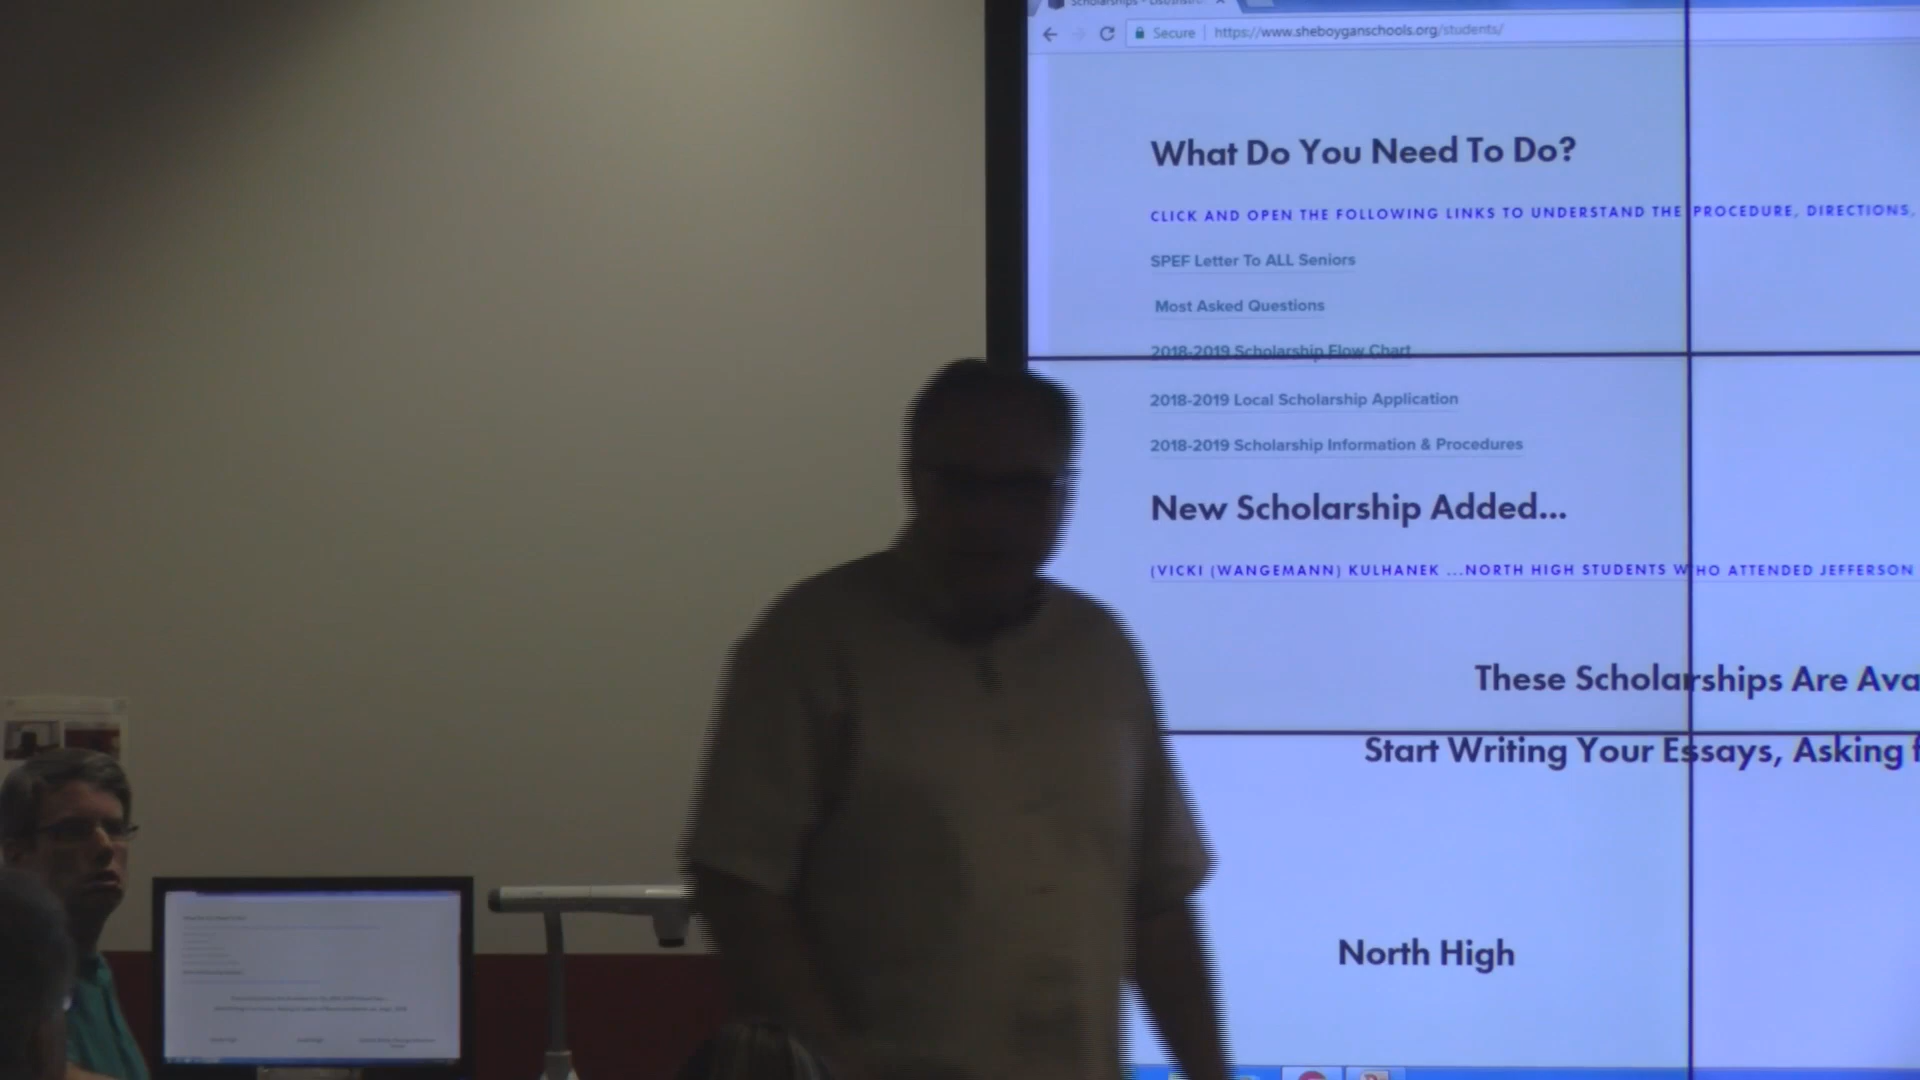 Scholarships - District
Secure | https://www.sheboyganschools.org/students/
What Do You Need To Do?
CLICK AND OPEN THE FOLLOWING LINKS TO UNDERSTAND THE PROCEDURE, DIRECTIONS,
SPEF Letter To ALL Seniors
Most Asked Questions
2018-2019 Scholarship Flow Chart
2018-2019 Local Scholarship Application
2018-2019 Scholarship Information & Procedures
New Scholarship Added...
(VICKI (WANGEMANN) KULHANEK ...NORTH HIGH STUDENTS WHO ATTENDED JEFFERSON
These Scholarships Are Ava
Start Writing Your Essays, Asking f
North High